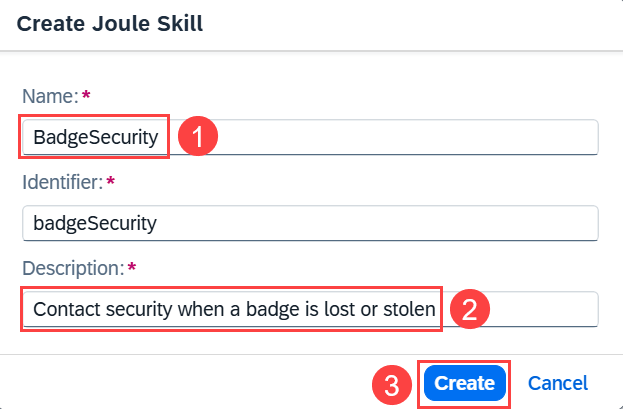 Create Joule Skill
Name:*
BadgeSecurity 1
Identifier:*
badgeSecurity
Description:*
Contact security when a badge is lost or stolen 2
3 Create Cancel